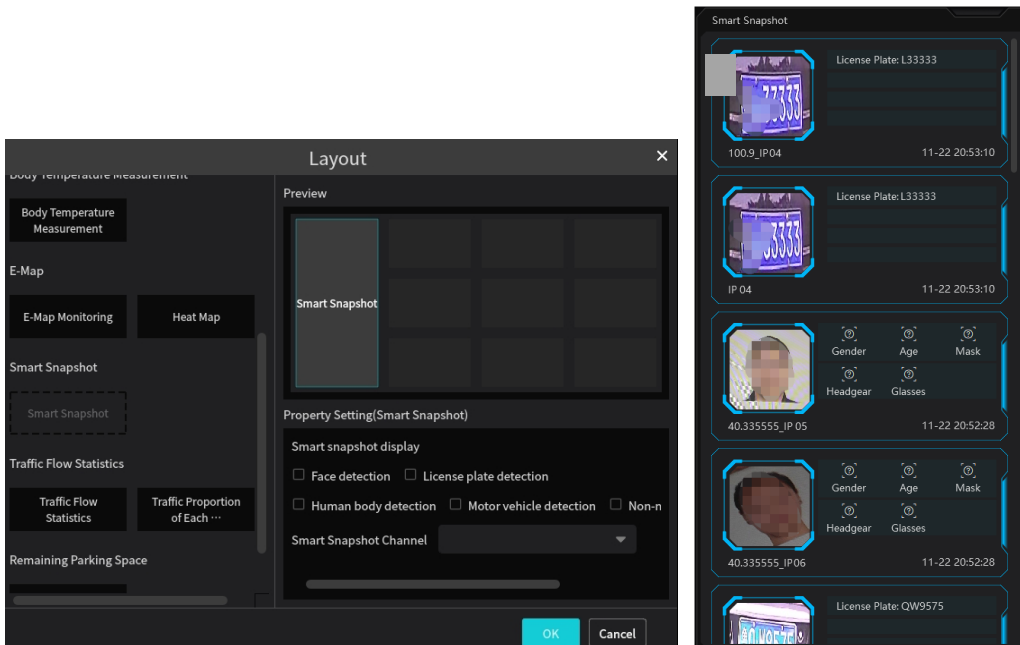 Layout
Body Temperature Measurement
Body Temperature
Measurement
E-Map
E-Map Monitoring
Heat Map
Smart Snapshot
Smart Snapshot
Traffic Flow Statistics
Traffic Flow
Statistics
Traffic Proportion
of Each ···
Remaining Parking Space
Preview
Smart Snapshot
Property Setting(Smart Snapshot)
Smart snapshot display
Face detection
License plate detection
Human body detection
Motor vehicle detection
Non-n
Smart Snapshot Channel
OK
Cancel
Smart Snapshot
33333
License Plate: L33333
100.9_IP04
11-22 20:53:10
33333
License Plate: L33333
IP 04
11-22 20:53:10
Gender
Age
Mask
Headgear
Glasses
40.335555_IP 05
11-22 20:52:28
Gender
Age
Mask
Headgear
Glasses
40.335555_IP06
11-22 20:52:28
License Plate: QW9575